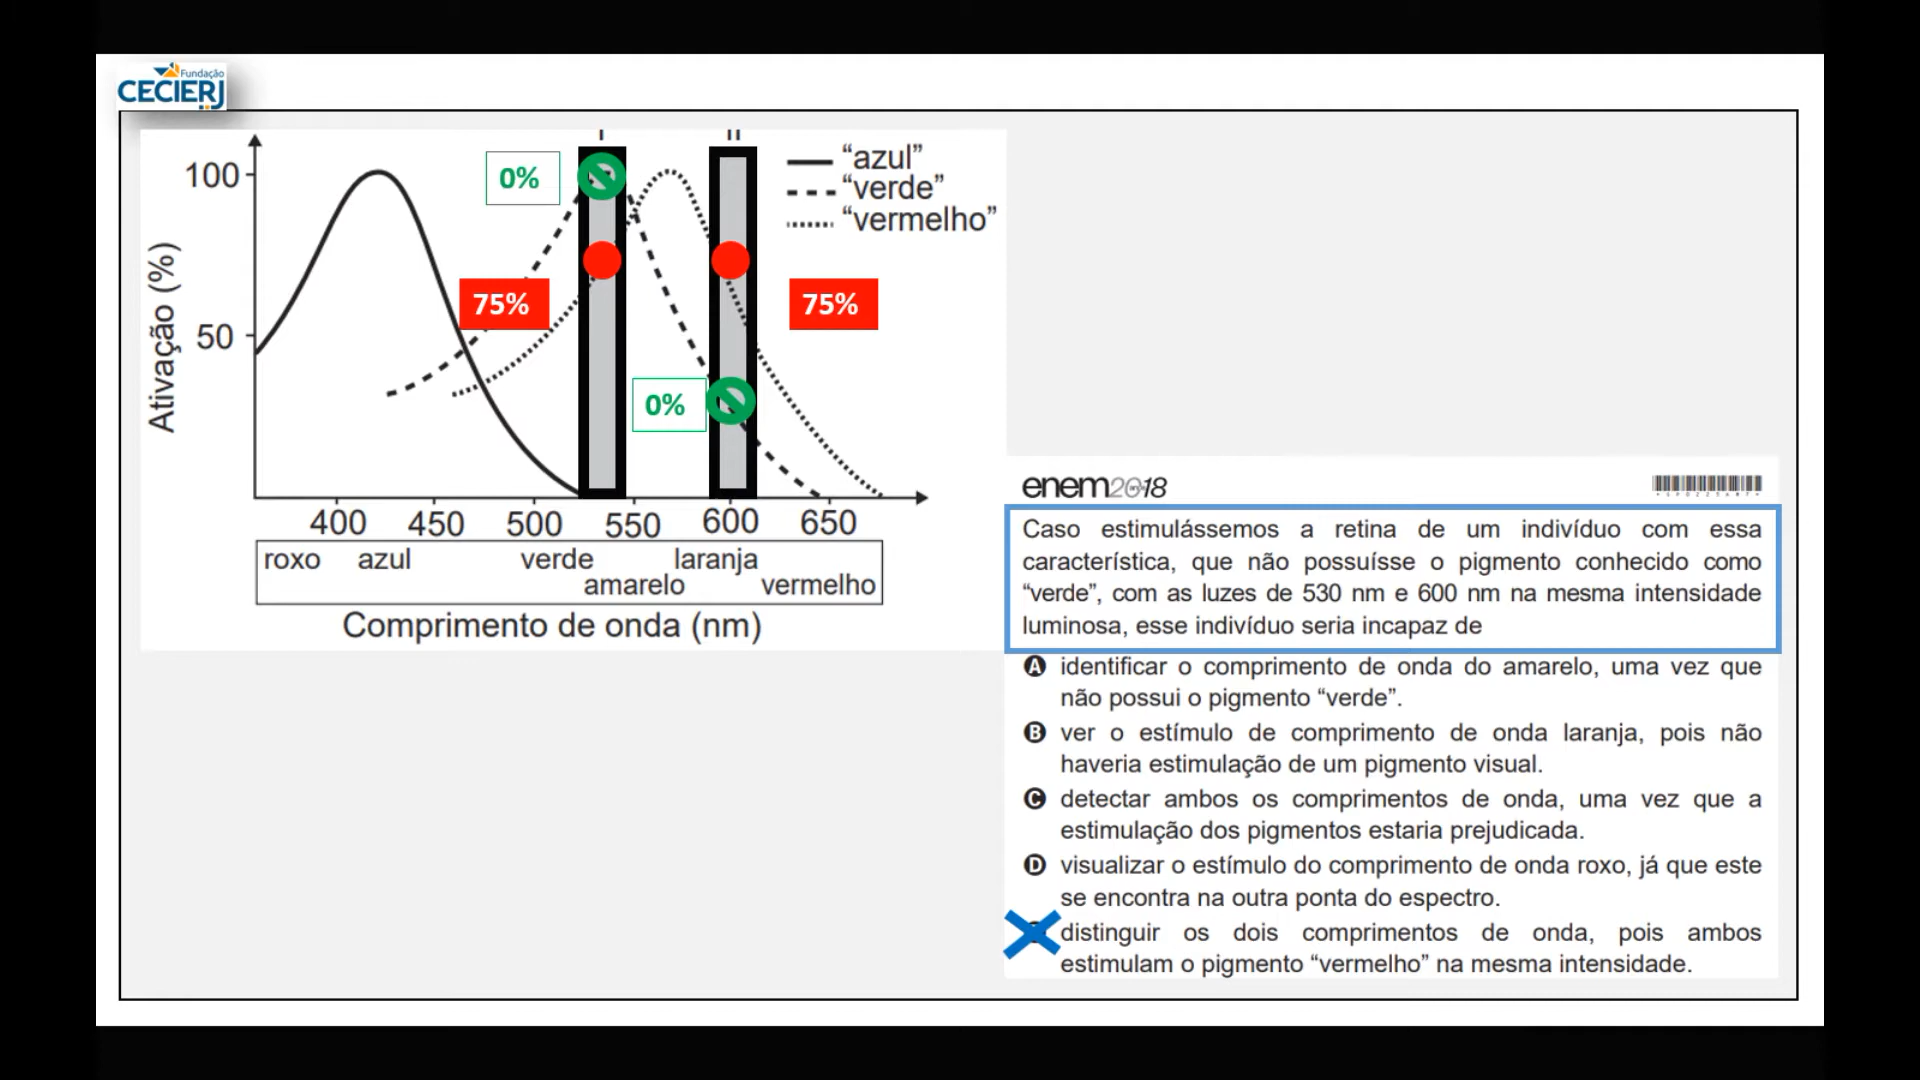 Fundação
CECIERJ
I
II
100
50
Ativação (%)
0%
75%
0%
75%
"azul"
"verde"
"vermelho"
400 450 500 550 600 650
roxo azul verde laranja
amarelo vermelho
Comprimento de onda (nm)
enem2018
Caso estimulássemos a retina de um indivíduo com essa
característica, que não possuísse o pigmento conhecido como
“verde”, com as luzes de 530 nm e 600 nm na mesma intensidade
luminosa, esse indivíduo seria incapaz de
A identificar o comprimento de onda do amarelo, uma vez que
não possui o pigmento “verde”.
B ver o estímulo de comprimento de onda laranja, pois não
haveria estimulação de um pigmento visual.
C detectar ambos os comprimentos de onda, uma vez que a
estimulação dos pigmentos estaria prejudicada.
D visualizar o estímulo do comprimento de onda roxo, já que este
se encontra na outra ponta do espectro.
distinguir os dois comprimentos de onda, pois ambos
estimulam o pigmento “vermelho” na mesma intensidade.